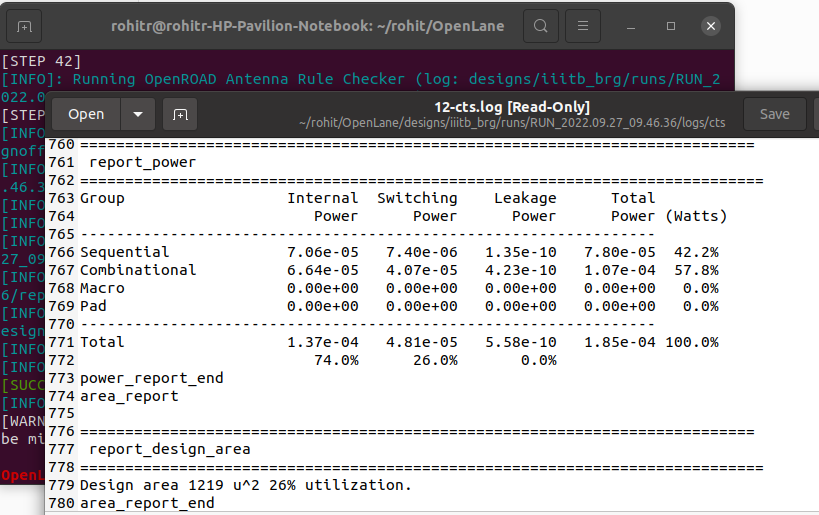 rohitr@rohitr-HP-Pavilion-Notebook: ~/rohit/OpenLane
[STEP 42]
[INFO]: Running OpenROAD Antenna Rule Checker (log: designs/iiitb_brg/runs/RUN_2
022.0
[STEP
[INFO
gnoff
[INFO
.46.3
[INFO
[INFO
[INFO
27_09
[INFO
6/rep
[INFO
esign
[INFO
[INFO
[SUCC
[INFO
[WARN
be mi
OpenL
Open
12-cts.log [Read-Only]
~/rohit/OpenLane/designs/iiitb_brg/runs/RUN_2022.09.27_09.46.36/logs/cts
Save
760 ===========================================================================
761  report_power
762 ============================================================================
763 Group                  Internal  Switching    Leakage      Total
764                           Power      Power      Power      Power (Watts)
765 ----------------------------------------------------------------
766 Sequential             7.06e-05   7.40e-06   1.35e-10   7.80e-05  42.2%
767 Combinational          6.64e-05   4.07e-05   4.23e-10   1.07e-04  57.8%
768 Macro                  0.00e+00   0.00e+00   0.00e+00   0.00e+00   0.0%
769 Pad                    0.00e+00   0.00e+00   0.00e+00   0.00e+00   0.0%
770 ----------------------------------------------------------------
771 Total                  1.37e-04   4.81e-05   5.58e-10   1.85e-04 100.0%
772                           74.0%      26.0%       0.0%
773 power_report_end
774 area_report
775
776 ===========================================================================
777  report_design_area
778 ============================================================================
779 Design area 1219 u^2 26% utilization.
780 area_report_end